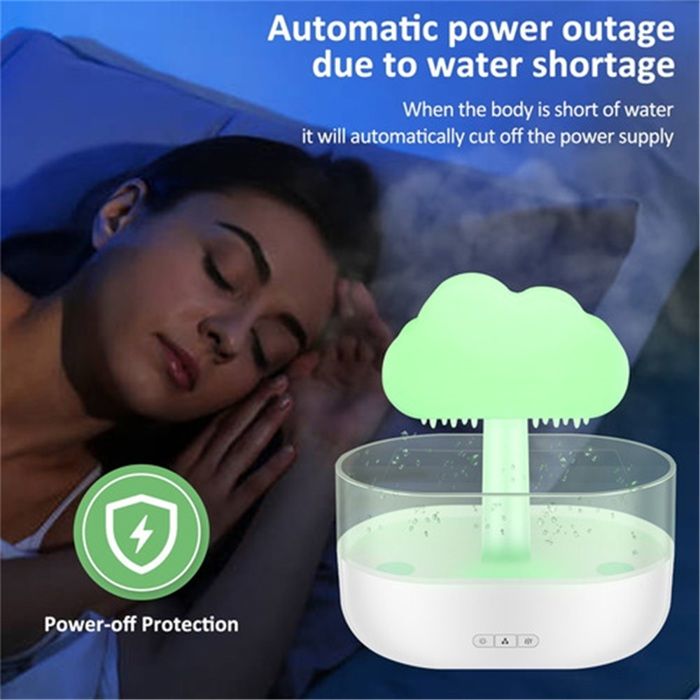 Automatic power outage
due to water shortage
When the body is short of water
it will automatically cut off the power supply
Power-off Protection